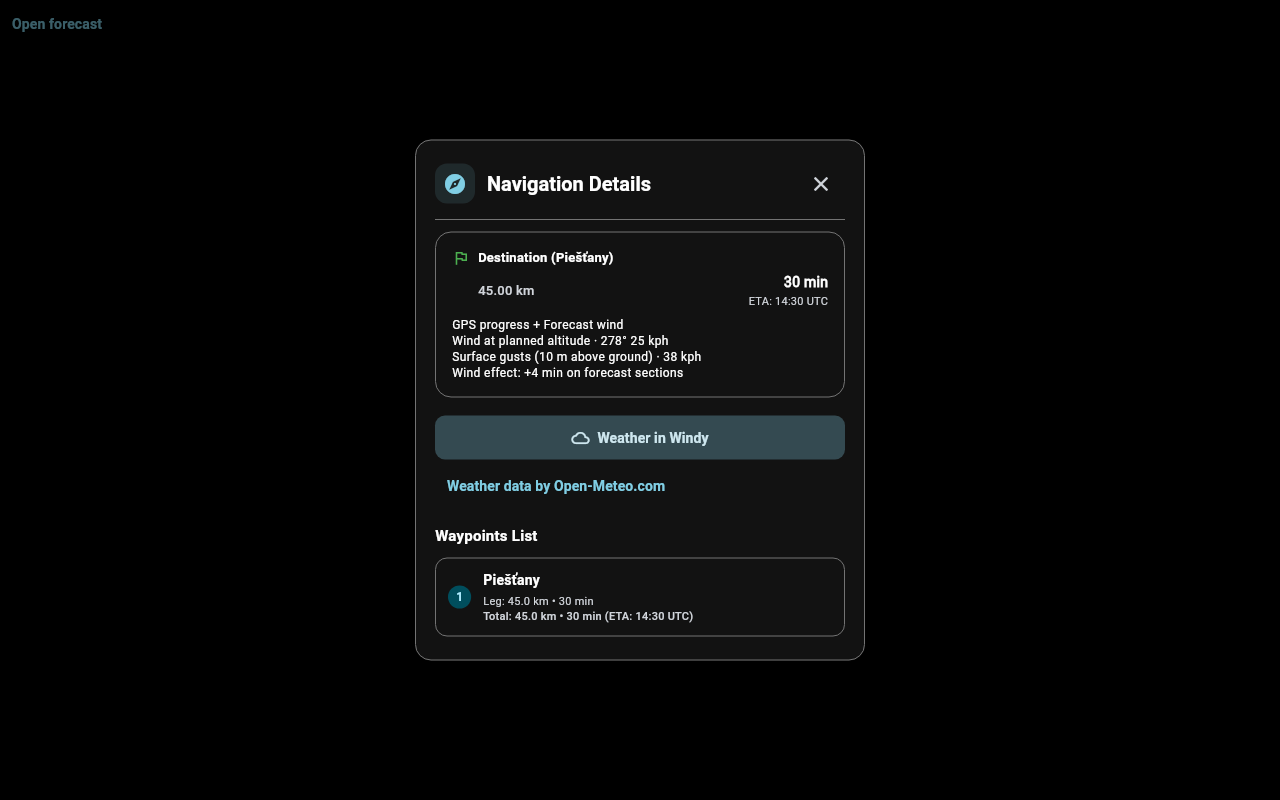 Open forecast
Navigation Details
Destination (Piešťany)
45.00 km
30 min
ETA: 14:30 UTC
GPS progress + Forecast wind
Wind at planned altitude · 278° 25 kph
Surface gusts (10 m above ground) · 38 kph
Wind effect: +4 min on forecast sections
Weather in Windy
Weather data by Open-Meteo.com
Waypoints List
1
Piešťany
Leg: 45.0 km • 30 min
Total: 45.0 km • 30 min (ETA: 14:30 UTC)